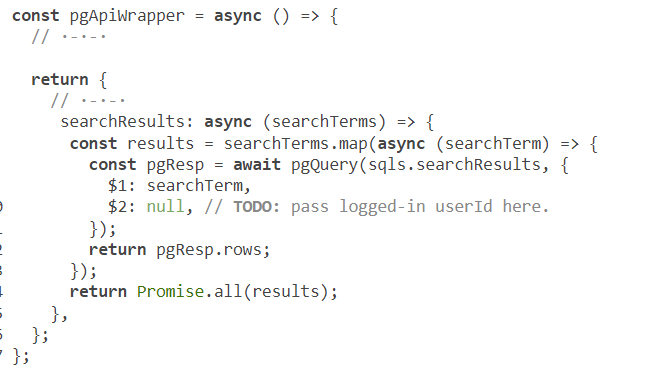 const pgApiWrapper = async () => {
  // ·-·-·

  return {
    // ·-·-·
     searchResults: async (searchTerms) => {
      const results = searchTerms.map(async (searchTerm) => {
        const pgResp = await pgQuery(sqls.searchResults, {
          $1: searchTerm,
          $2: null, // TODO: pass logged-in userId here.
        });
        return pgResp.rows;
      });
      return Promise.all(results);
    },
  };
};